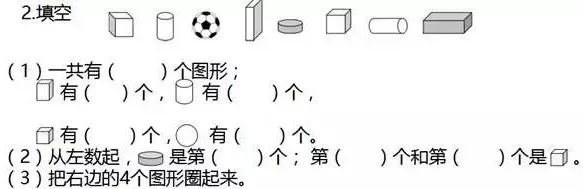 2.填空
(1)一共有( )个图形;
有( )个, 有( )个,
有( )个, 有( )个。
(2)从左数起, 是第( )个; 第( )个和第( )个是 。
(3)把右边的4个图形圈起来。